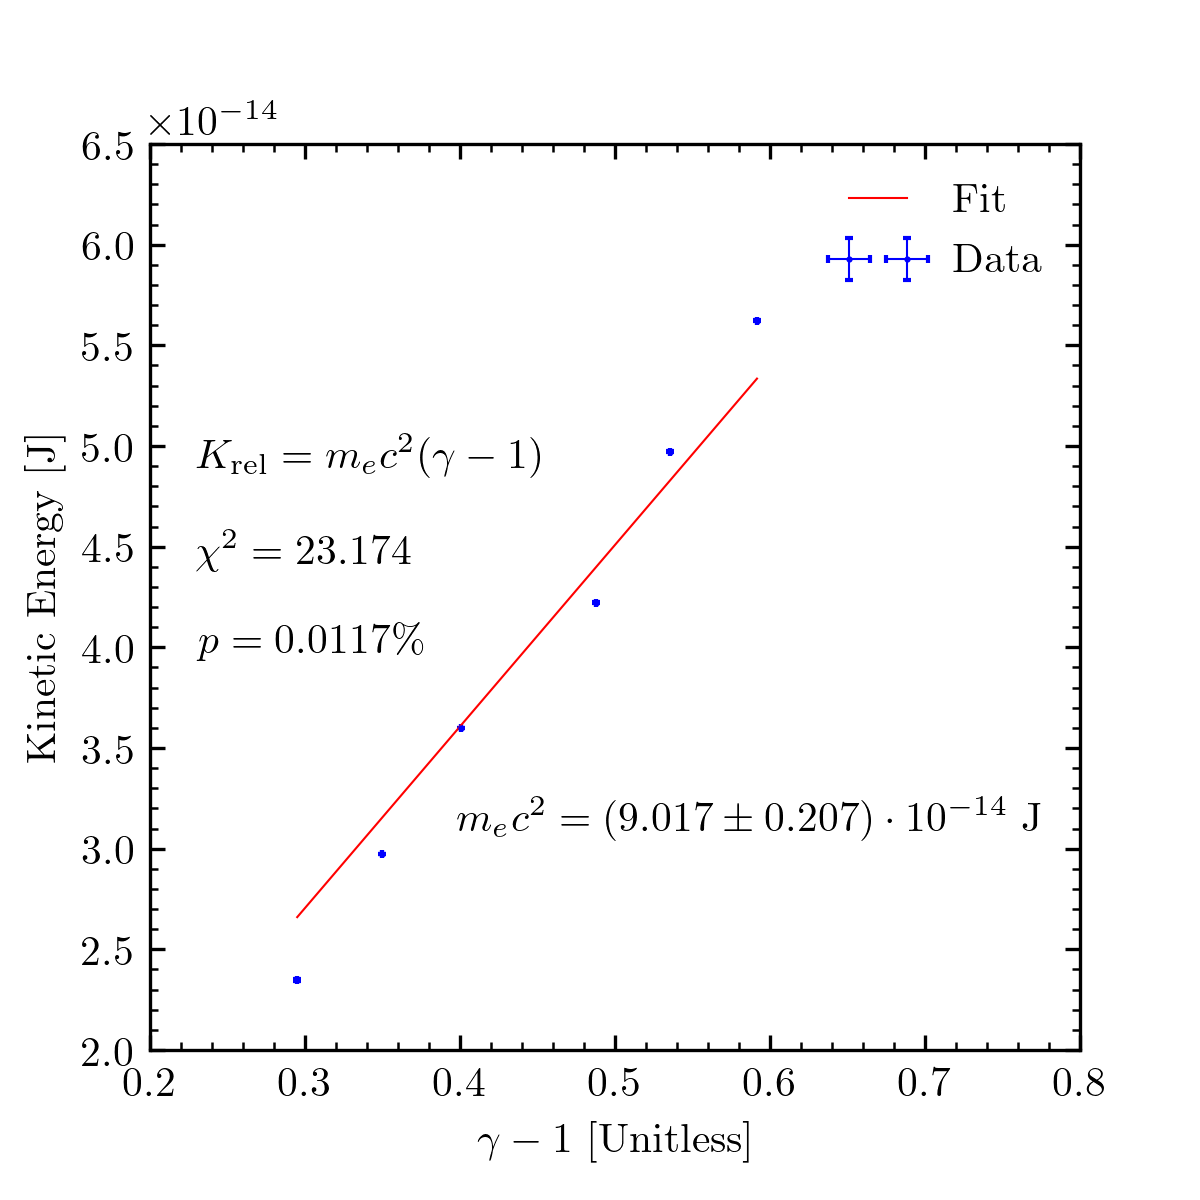 ×10⁻¹⁴
6.5
6.0
5.5
5.0
4.5
4.0
3.5
3.0
2.5
2.0
Kinetic Energy [J]
Fit
Data
K_rel = m_e c²(γ − 1)
χ² = 23.174
p = 0.0117%
m_e c² = (9.017 ± 0.207) · 10⁻¹⁴ J
0.2 0.3 0.4 0.5 0.6 0.7 0.8
γ − 1 [Unitless]